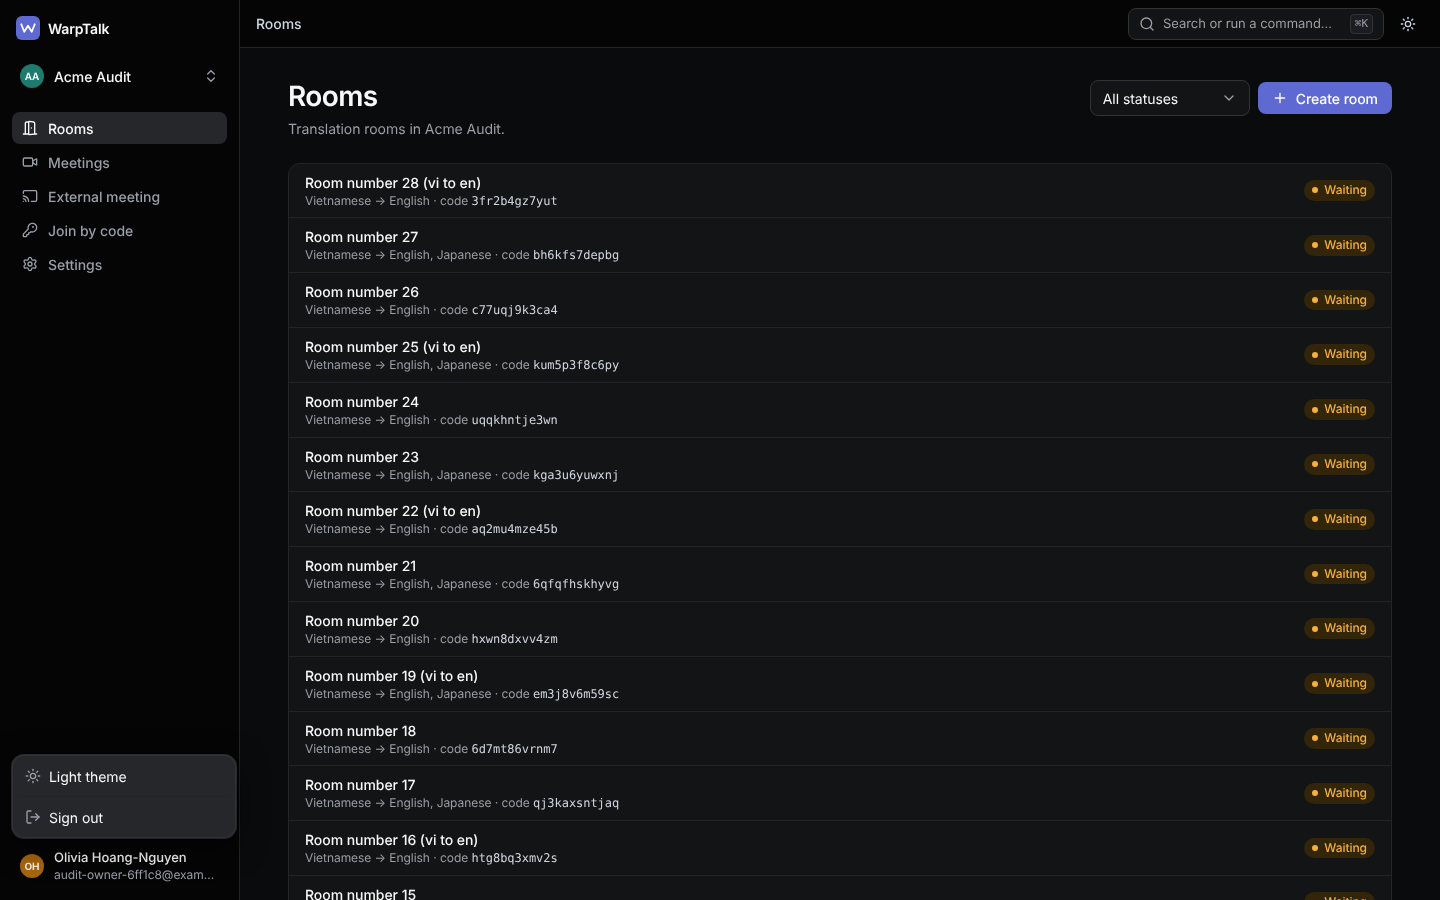 WarpTalk
Rooms
Search or run a command...
⌘K
AA
Acme Audit
Rooms
Meetings
External meeting
Join by code
Settings
Rooms
Translation rooms in Acme Audit.
All statuses
Create room
Room number 28 (vi to en)
Vietnamese → English · code 3fr2b4gz7yut
Waiting
Room number 27
Vietnamese → English, Japanese · code bh6kfs7depbg
Waiting
Room number 26
Vietnamese → English · code c77uqj9k3ca4
Waiting
Room number 25 (vi to en)
Vietnamese → English, Japanese · code kum5p3f8c6py
Waiting
Room number 24
Vietnamese → English · code uqqkhntje3wn
Waiting
Room number 23
Vietnamese → English, Japanese · code kga3u6yuwxnj
Waiting
Room number 22 (vi to en)
Vietnamese → English · code aq2mu4mze45b
Waiting
Room number 21
Vietnamese → English, Japanese · code 6qfqfhskhyvg
Waiting
Room number 20
Vietnamese → English · code hxwn8dxvv4zm
Waiting
Room number 19 (vi to en)
Vietnamese → English, Japanese · code em3j8v6m59sc
Waiting
Room number 18
Vietnamese → English · code 6d7mt86vrnm7
Waiting
Room number 17
Vietnamese → English, Japanese · code qj3kaxsntjaq
Waiting
Room number 16 (vi to en)
Vietnamese → English · code htg8bq3xmv2s
Waiting
Room number 15
Waiting
Light theme
Sign out
OH
Olivia Hoang-Nguyen
audit-owner-6ff1c8@exam...